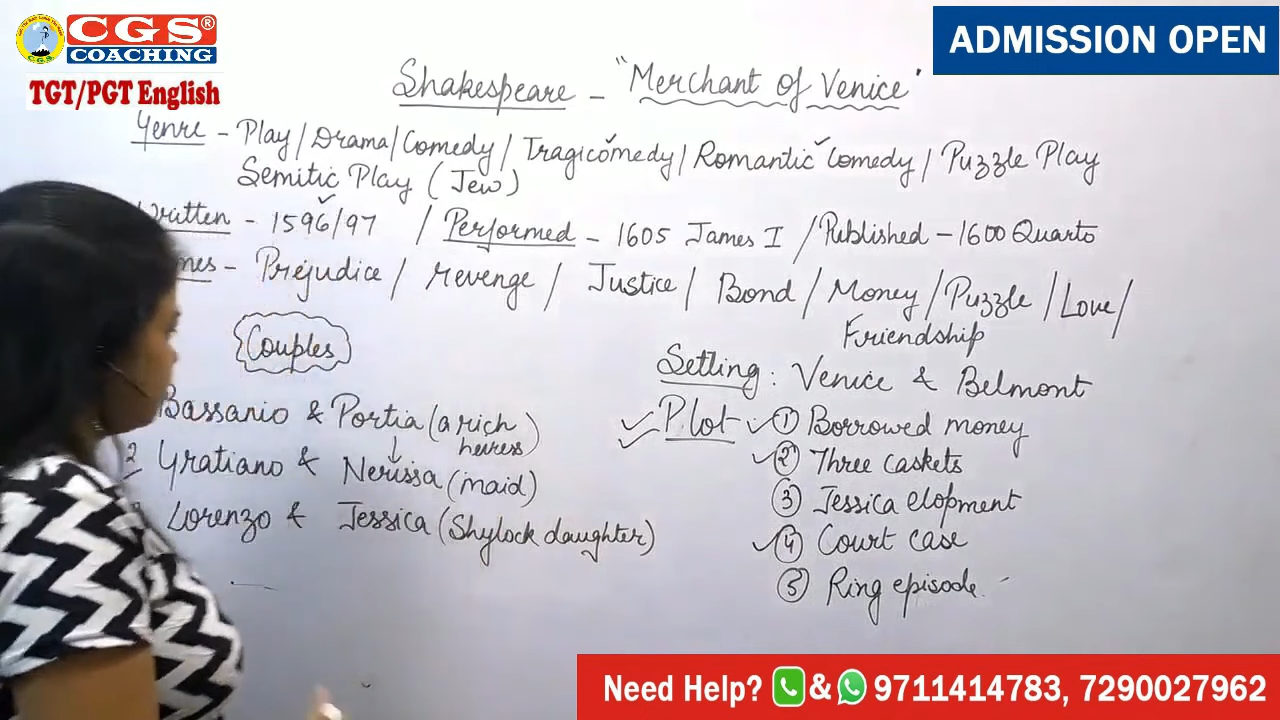 CGS®
COACHING
C.G.S.
TGT/PGT English
ADMISSION OPEN
Shakespeare - "Merchant of Venice"
Genre - Play/Drama/Comedy/Tragicomedy/Romantic Comedy/Puzzle Play
Semitic Play (Jew)
Written - 1596/97 / Performed - 1605 James I / Published - 1600 Quarto
mes - Prejudice / revenge / Justice / Bond / Money / Puzzle / Love /
Friendship
Couples
Bassanio & Portia (a rich
heiress)
2 Gratiano & Nerissa (maid)
Lorenzo & Jessica (Shylock daughter)
Setting : Venice & Belmont
Plot - ① Borrowed money
② Three caskets
③ Jessica elopment
④ Court case
⑤ Ring episode
Need Help? & 9711414783, 7290027962